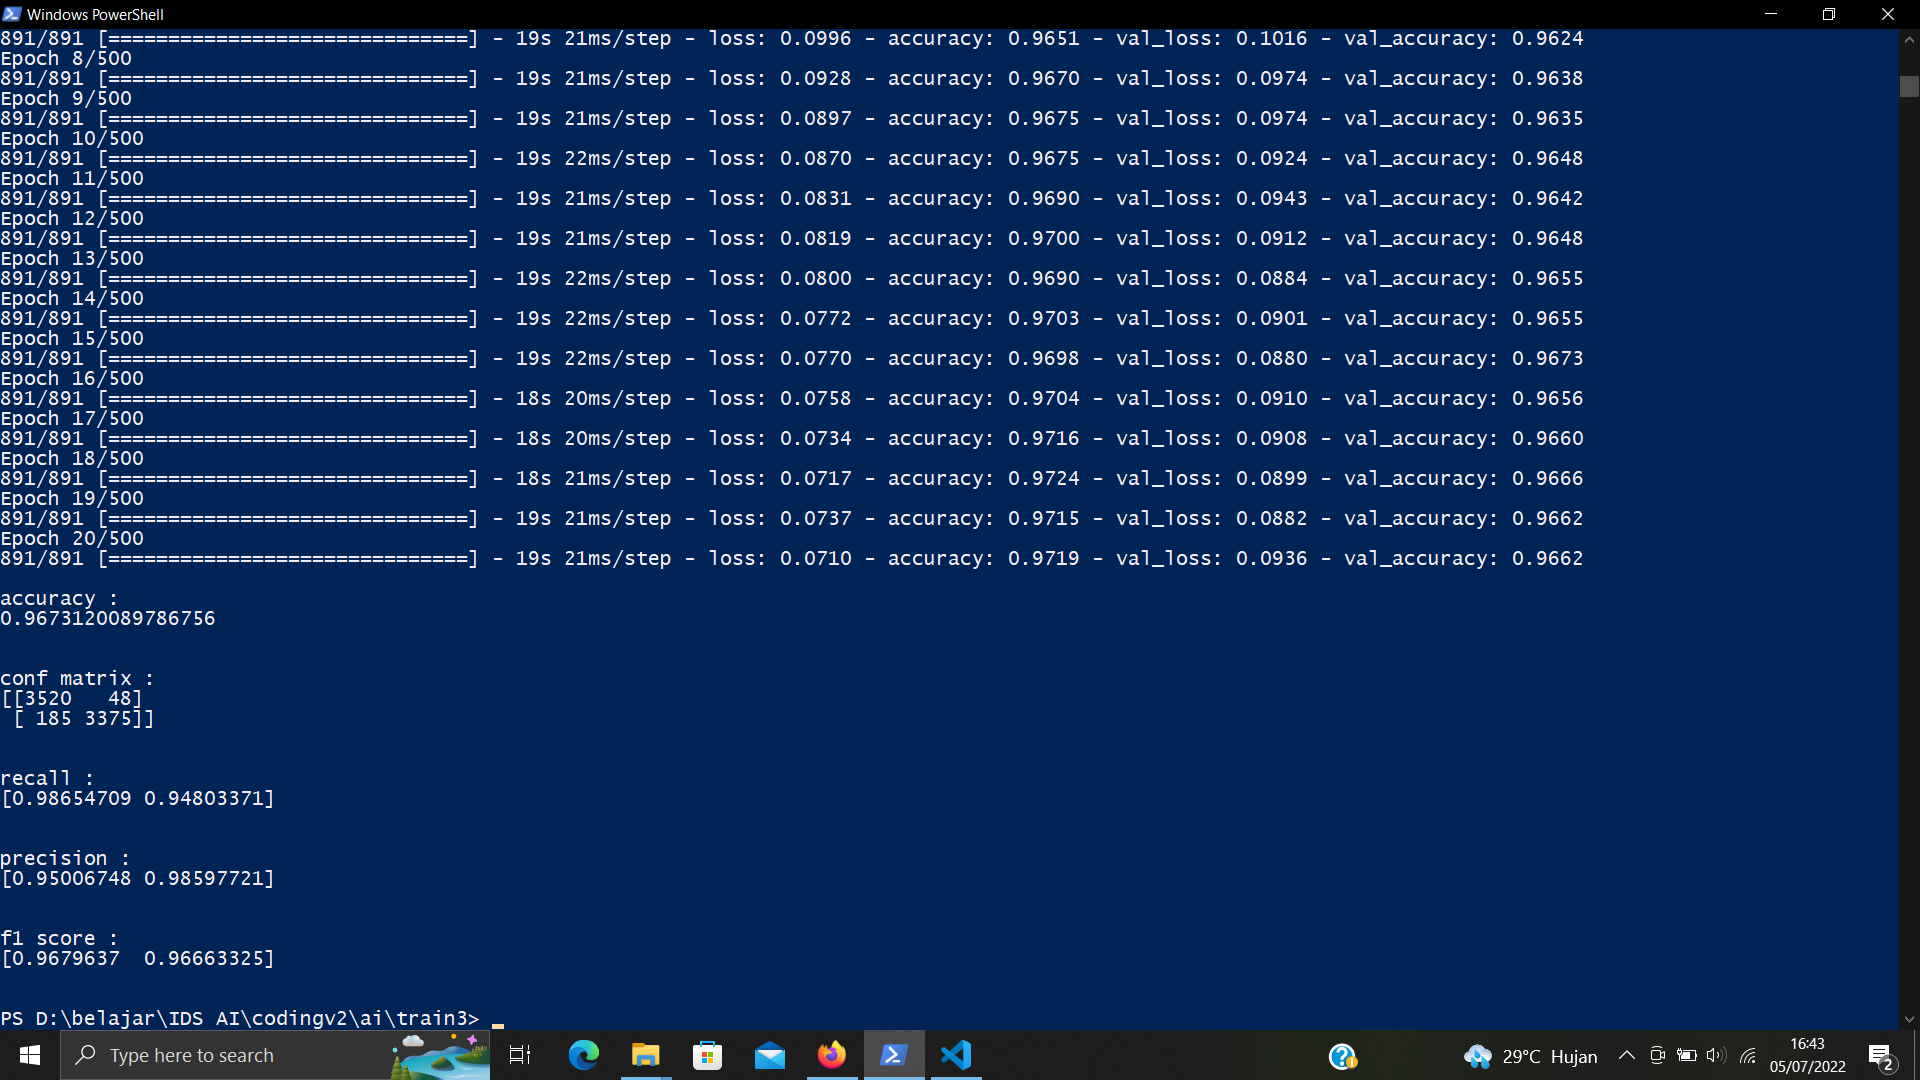 Windows PowerShell
891/891 [==============================] - 19s 21ms/step - loss: 0.0996 - accuracy: 0.9651 - val_loss: 0.1016 - val_accuracy: 0.9624
Epoch 8/500
891/891 [==============================] - 19s 21ms/step - loss: 0.0928 - accuracy: 0.9670 - val_loss: 0.0974 - val_accuracy: 0.9638
Epoch 9/500
891/891 [==============================] - 19s 21ms/step - loss: 0.0897 - accuracy: 0.9675 - val_loss: 0.0974 - val_accuracy: 0.9635
Epoch 10/500
891/891 [==============================] - 19s 22ms/step - loss: 0.0870 - accuracy: 0.9675 - val_loss: 0.0924 - val_accuracy: 0.9648
Epoch 11/500
891/891 [==============================] - 19s 21ms/step - loss: 0.0831 - accuracy: 0.9690 - val_loss: 0.0943 - val_accuracy: 0.9642
Epoch 12/500
891/891 [==============================] - 19s 21ms/step - loss: 0.0819 - accuracy: 0.9700 - val_loss: 0.0912 - val_accuracy: 0.9648
Epoch 13/500
891/891 [==============================] - 19s 22ms/step - loss: 0.0800 - accuracy: 0.9690 - val_loss: 0.0884 - val_accuracy: 0.9655
Epoch 14/500
891/891 [==============================] - 19s 22ms/step - loss: 0.0772 - accuracy: 0.9703 - val_loss: 0.0901 - val_accuracy: 0.9655
Epoch 15/500
891/891 [==============================] - 19s 22ms/step - loss: 0.0770 - accuracy: 0.9698 - val_loss: 0.0880 - val_accuracy: 0.9673
Epoch 16/500
891/891 [==============================] - 18s 20ms/step - loss: 0.0758 - accuracy: 0.9704 - val_loss: 0.0910 - val_accuracy: 0.9656
Epoch 17/500
891/891 [==============================] - 18s 20ms/step - loss: 0.0734 - accuracy: 0.9716 - val_loss: 0.0908 - val_accuracy: 0.9660
Epoch 18/500
891/891 [==============================] - 18s 21ms/step - loss: 0.0717 - accuracy: 0.9724 - val_loss: 0.0899 - val_accuracy: 0.9666
Epoch 19/500
891/891 [==============================] - 19s 21ms/step - loss: 0.0737 - accuracy: 0.9715 - val_loss: 0.0882 - val_accuracy: 0.9662
Epoch 20/500
891/891 [==============================] - 19s 21ms/step - loss: 0.0710 - accuracy: 0.9719 - val_loss: 0.0936 - val_accuracy: 0.9662
accuracy :
0.9673120089786756
conf matrix :
[[3520   48]
 [ 185 3375]]
recall :
[0.98654709 0.94803371]
precision :
[0.95006748 0.98597721]
f1 score :
[0.9679637  0.96663325]
PS D:\belajar\IDS AI\codingv2\ai\train3>
Type here to search
29°C Hujan
16:43
05/07/2022
2